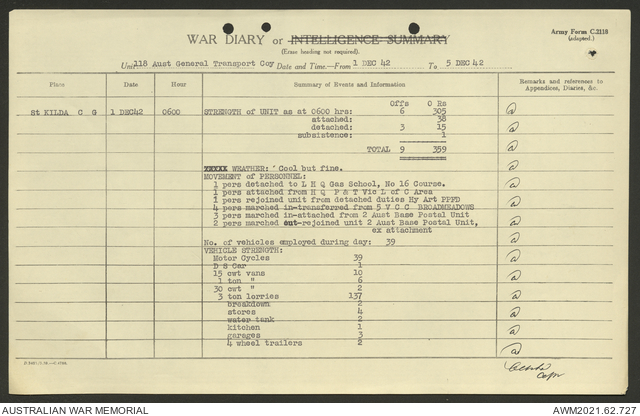 WAR DIARY or INTELLIGENCE SUMMARY
Army Form C.2118
(adapted.)
(Erase heading not required).
Unit 118 Aust General Transport Coy Date and Time.—From 1 DEC 42 To 5 DEC 42
Place Date Hour Summary of Events and Information Remarks and references to Appendices, Diaries, &c.
Offs O Rs
St KILDA C G 1 DEC42 0600 STRENGTH OF UNIT as at 0600 hrs: 6 305
attached: 38
detached: 3 15
subsistence: 1
TOTAL 9 359
WEATHER: Cool but fine.
MOVEMENT OF PERSONNEL:
1 pers detached to L H Q Gas School, No 16 Course.
1 pers attached from H Q P & T Vic L of C Area
1 pers rejoined unit from detached duties Hy Art PPFD
4 pers marched in-transferred from 5 V C C BROADMEADOWS
3 pers marched in-attached from 2 Aust Base Postal Unit
2 pers marched out-rejoined unit 2 Aust Base Postal Unit,
ex attachment
No. of vehicles employed during day: 39
VEHICLE STRENGTH:
Motor Cycles 39
D S Car 1
15 cwt vans 10
1 ton " 6
30 cwt " 2
3 ton lorries 137
breakdown 2
stores 4
water tank 2
kitchen 1
garages 3
4 wheel trailers 2
AUSTRALIAN WAR MEMORIAL
AWM2021.62.727